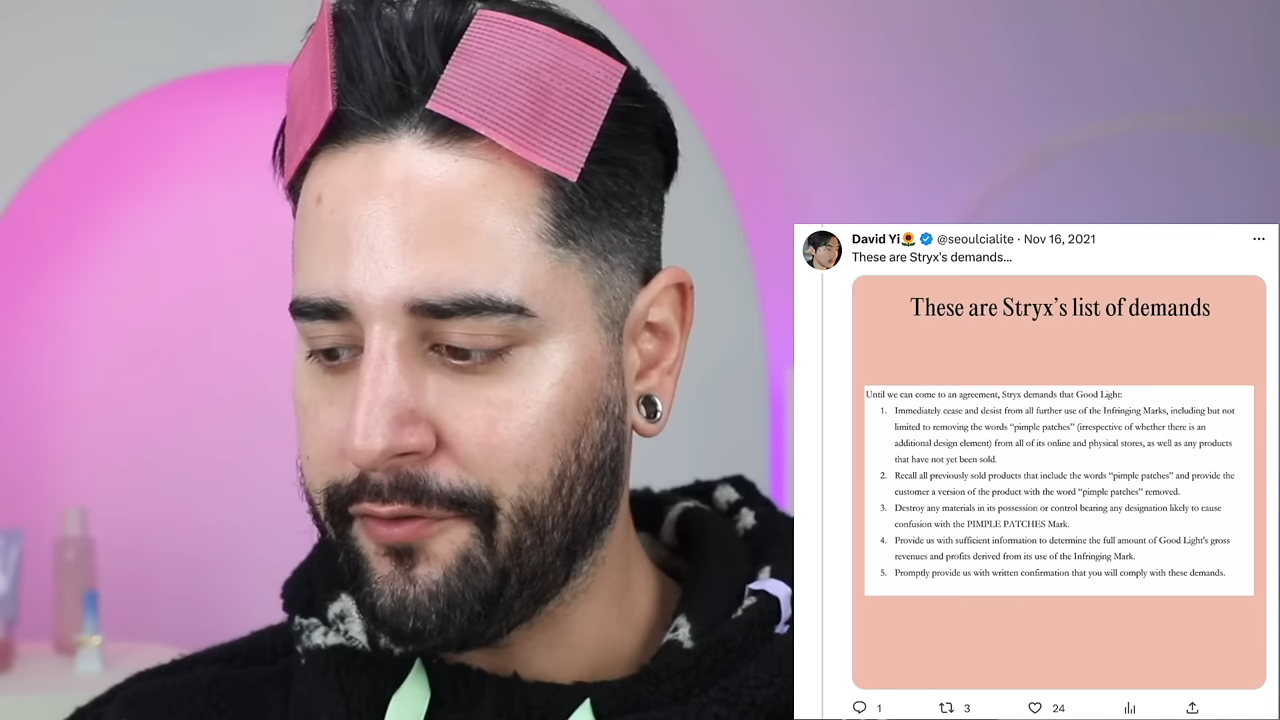 David Yi🌻 @seoulcialite · Nov 16, 2021
These are Stryx's demands...
These are Stryx's list of demands
Until we can come to an agreement, Stryx demands that Good Light:
1. Immediately cease and desist from all further use of the Infringing Marks, including but not
limited to removing the words “pimple patches” (irrespective of whether there is an
additional design element) from all of its online and physical stores, as well as any products
that have not yet been sold.
2. Recall all previously sold products that include the words “pimple patches” and provide the
customer a version of the product with the word “pimple patches” removed.
3. Destroy any materials in its possession or control bearing any designation likely to cause
confusion with the PIMPLE PATCHES Mark.
4. Provide us with sufficient information to determine the full amount of Good Light’s gross
revenues and profits derived from its use of the Infringing Mark.
5. Promptly provide us with written confirmation that you will comply with these demands.
1 3 24